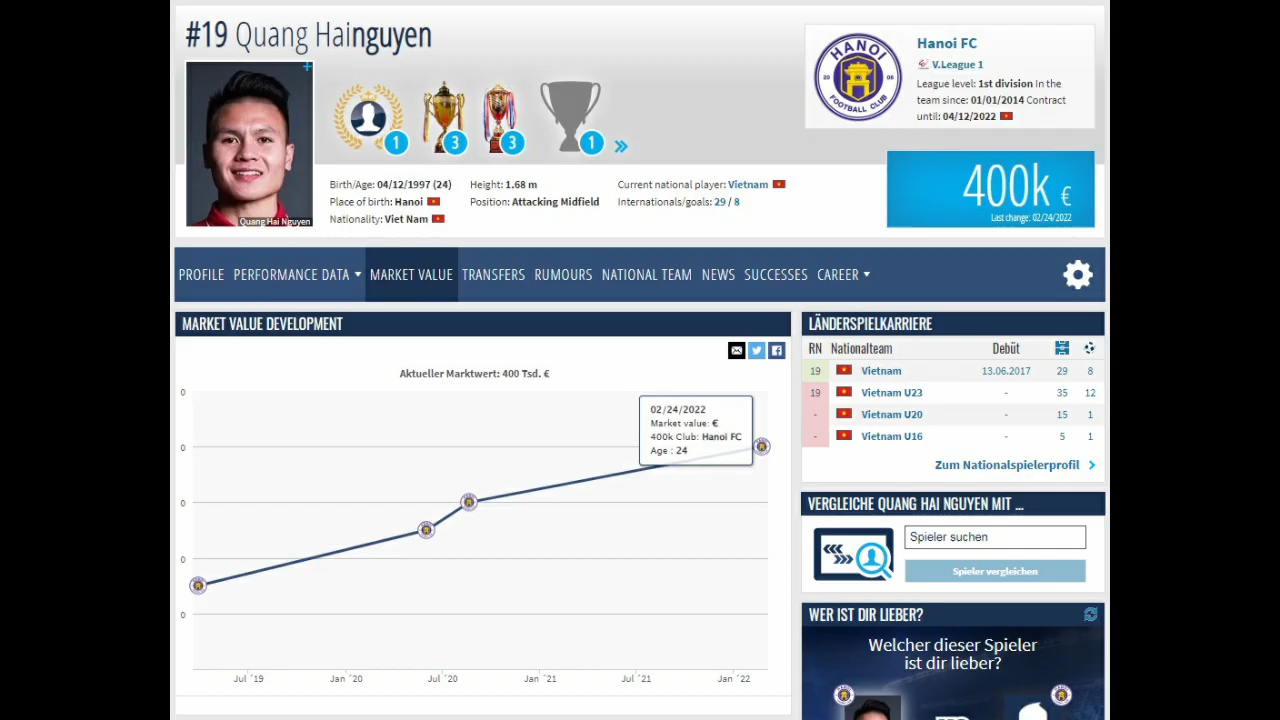 #19 Quang Hainguyen
+
Quang Hai Nguyen
1
3
3
1
»
Birth/Age: 04/12/1997 (24)
Place of birth: Hanoi
Nationality: Viet Nam
Height: 1.68 m
Position: Attacking Midfield
Current national player: Vietnam
Internationals/goals: 29 / 8
HANOI
20 06
FOOTBALL CLUB
Hanoi FC
V.League 1
League level: 1st division In the
team since: 01/01/2014 Contract
until: 04/12/2022
400k €
Last change: 02/24/2022
PROFILE PERFORMANCE DATA MARKET VALUE TRANSFERS RUMOURS NATIONAL TEAM NEWS SUCCESSES CAREER
MARKET VALUE DEVELOPMENT
Aktueller Marktwert: 400 Tsd. €
0
0
0
0
0
02/24/2022
Market value: €
400k Club: Hanoi FC
Age : 24
Jul ´19 Jan ´20 Jul ´20 Jan ´21 Jul ´21 Jan ´22
LÄNDERSPIELKARRIERE
RN Nationalteam Debüt
19 Vietnam 13.06.2017 29 8
19 Vietnam U23 - 35 12
- Vietnam U20 - 15 1
- Vietnam U16 - 5 1
Zum Nationalspielerprofil
VERGLEICHE QUANG HAI NGUYEN MIT ...
Spieler suchen
Spieler vergleichen
WER IST DIR LIEBER?
Welcher dieser Spieler
ist dir lieber?